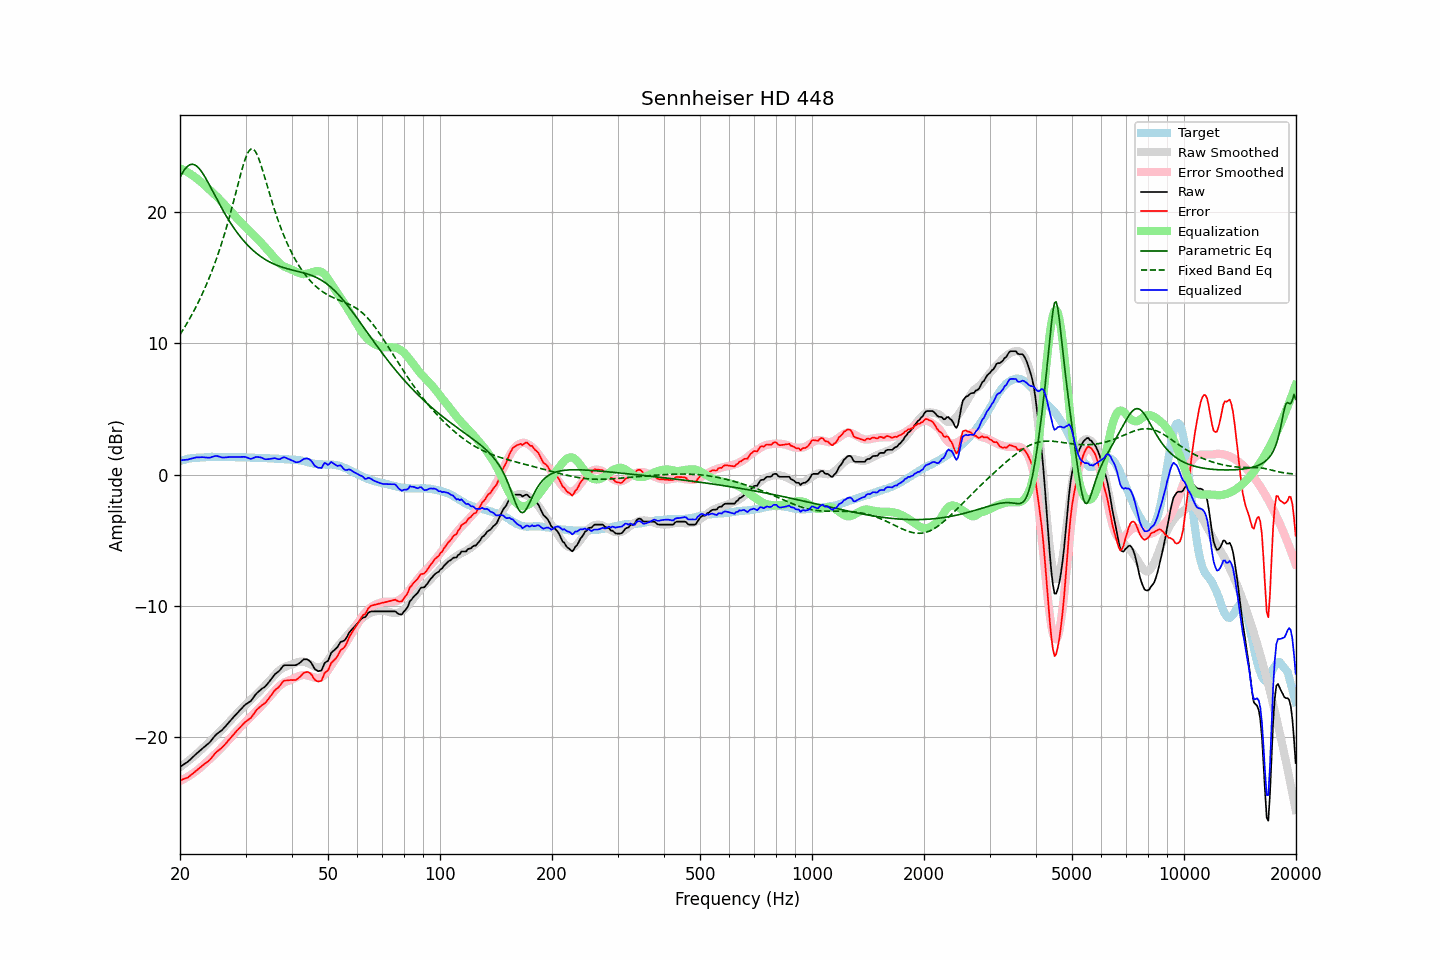 Sennheiser HD 448
Target
Raw Smoothed
Error Smoothed
Raw
Error
Equalization
Parametric Eq
Fixed Band Eq
Equalized
Amplitude (dBr)
20
10
0
−10
−20
20 50 100 200 500 1000 2000 5000 10000 20000
Frequency (Hz)